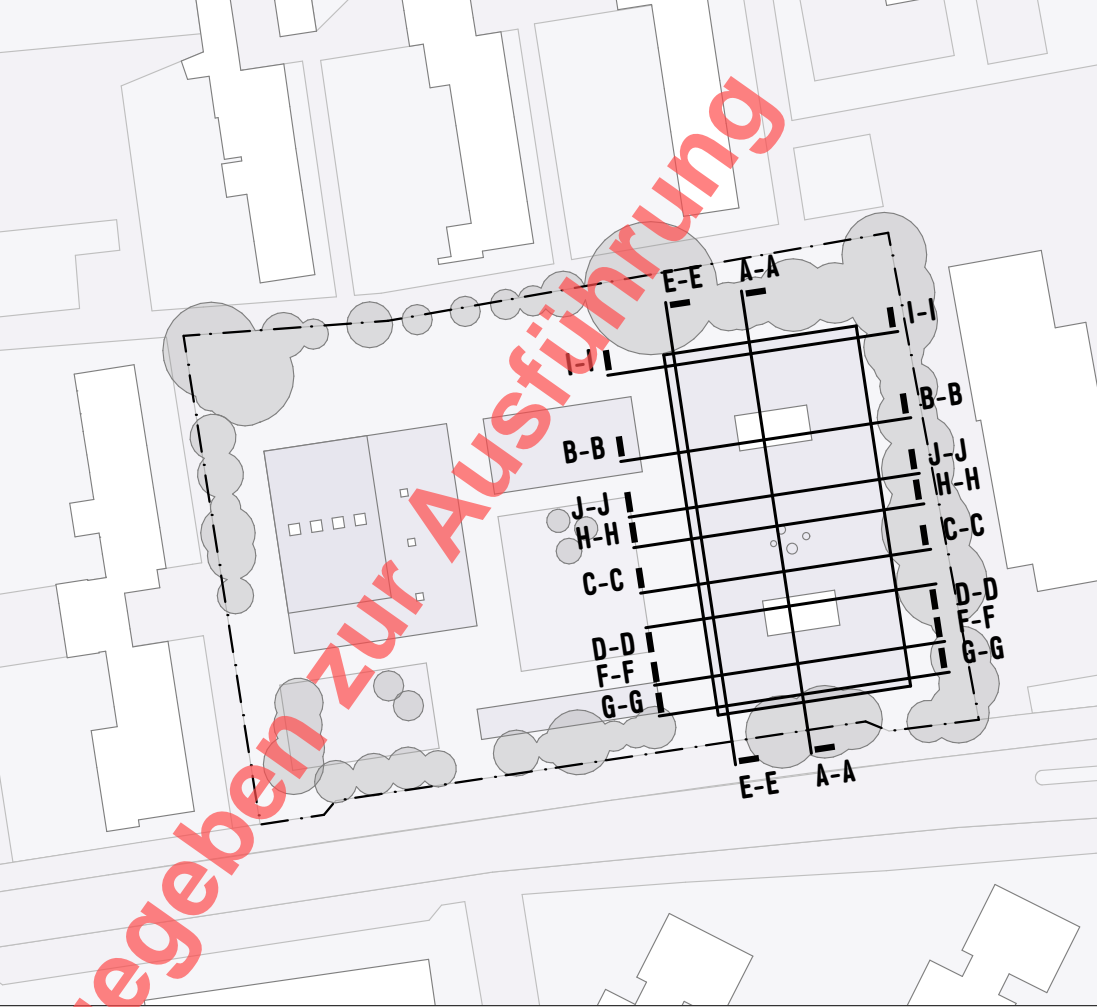 E-E
A-A
I-I
I-I
B-B
B-B
J-J
J-J
H-H
H-H
C-C
C-C
D-D
D-D
F-F
F-F
G-G
G-G
E-E
A-A
egeben zur Ausführung